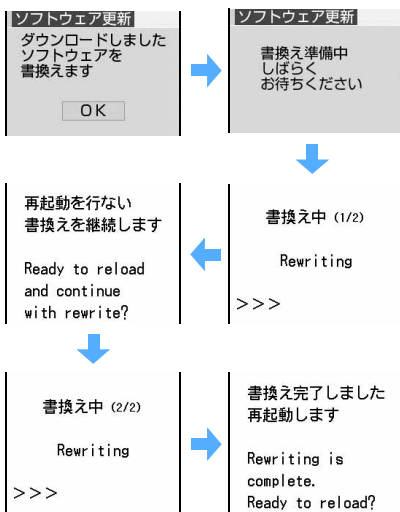 ソフトウェア更新
ダウンロードしました
ソフトウェアを
書換えます
OK
ソフトウェア更新
書換え準備中
しばらく
お待ちください
書換え中 (1/2)
Rewriting
>>>
再起動を行ない
書換えを継続します
Ready to reload
and continue
with rewrite?
書換え中 (2/2)
Rewriting
>>>
書換え完了しました
再起動します
Rewriting is
complete.
Ready to reload?